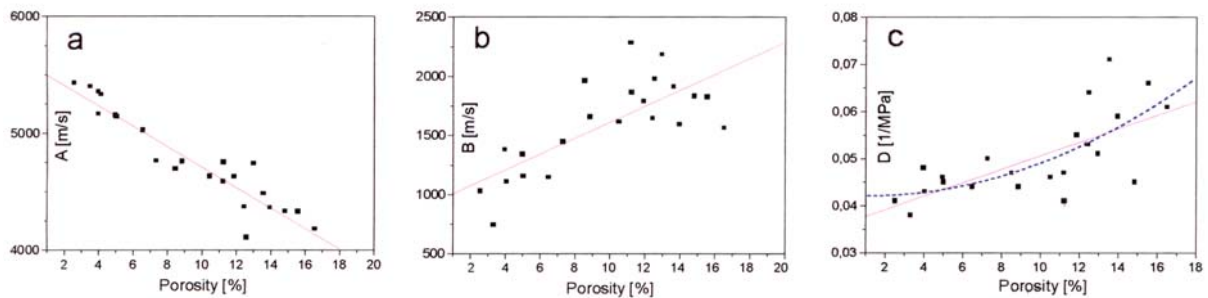 a
A [m/s]
6000
5000
4000
2 4 6 8 10 12 14 16 18 20
Porosity [%]
b
B [m/s]
2500
2000
1500
1000
500
2 4 6 8 10 12 14 16 18 20
Porosity [%]
c
D [1/MPa]
0,08
0,07
0,06
0,05
0,04
0,03
2 4 6 8 10 12 14 16 18
Porosity [%]